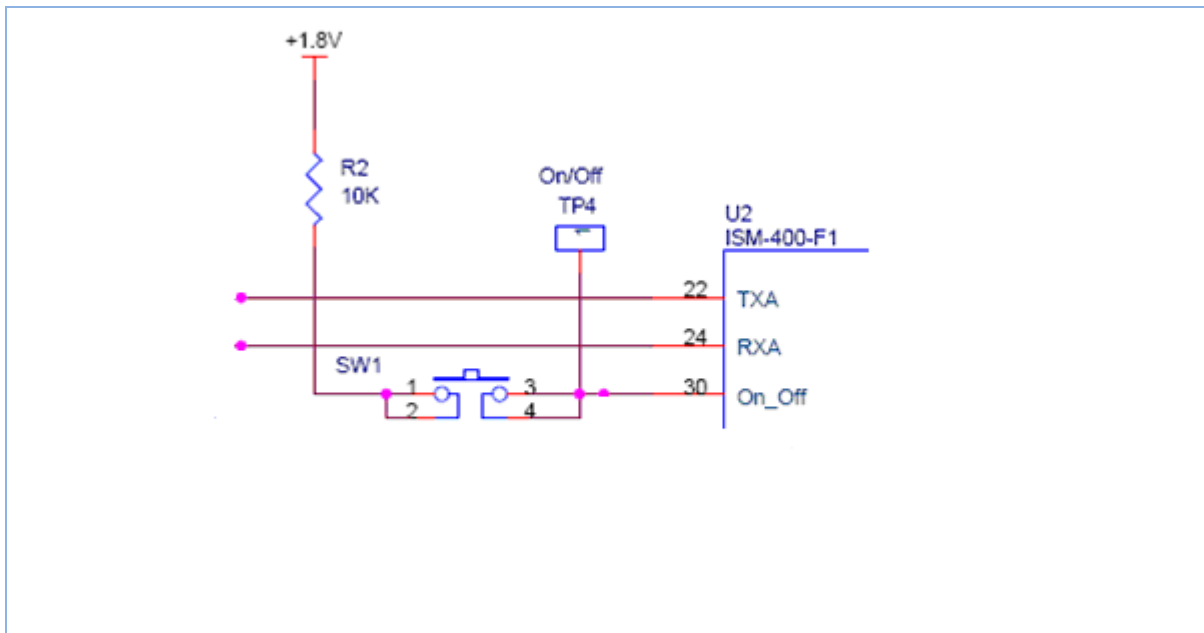 +1.8V
R2
10K
On/Off
TP4
1
U2
ISM-400-F1
22
TXA
24
RXA
SW1
1
3
30
On_Off
2
4